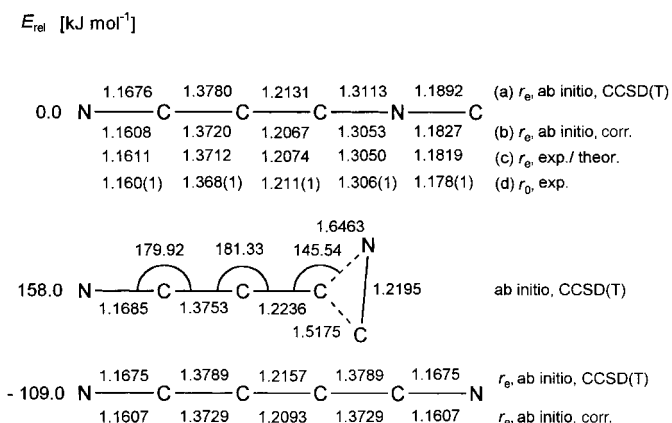 E_rel [kJ mol⁻¹]
1.1676 1.3780 1.2131 1.3113 1.1892 (a) r_e, ab initio, CCSD(T)
0.0 N C C C N C
1.1608 1.3720 1.2067 1.3053 1.1827 (b) r_e, ab initio, corr.
1.1611 1.3712 1.2074 1.3050 1.1819 (c) r_e, exp./ theor.
1.160(1) 1.368(1) 1.211(1) 1.306(1) 1.178(1) (d) r_0, exp.
1.6463
179.92 181.33 145.54 N
158.0 N C C C 1.2195 ab initio, CCSD(T)
1.1685 1.3753 1.2236
1.5175 C
1.1675 1.3789 1.2157 1.3789 1.1675 r_e, ab initio, CCSD(T)
- 109.0 N C C C C N
1.1607 1.3729 1.2093 1.3729 1.1607 r_e, ab initio, corr.